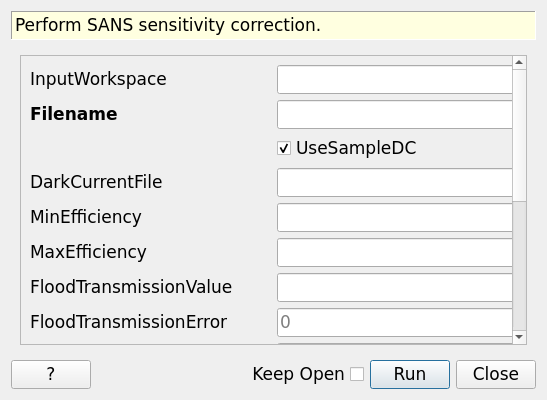 Perform SANS sensitivity correction.
InputWorkspace
Filename
UseSampleDC
DarkCurrentFile
MinEfficiency
MaxEfficiency
FloodTransmissionValue
FloodTransmissionError 0
? Keep Open Run Close